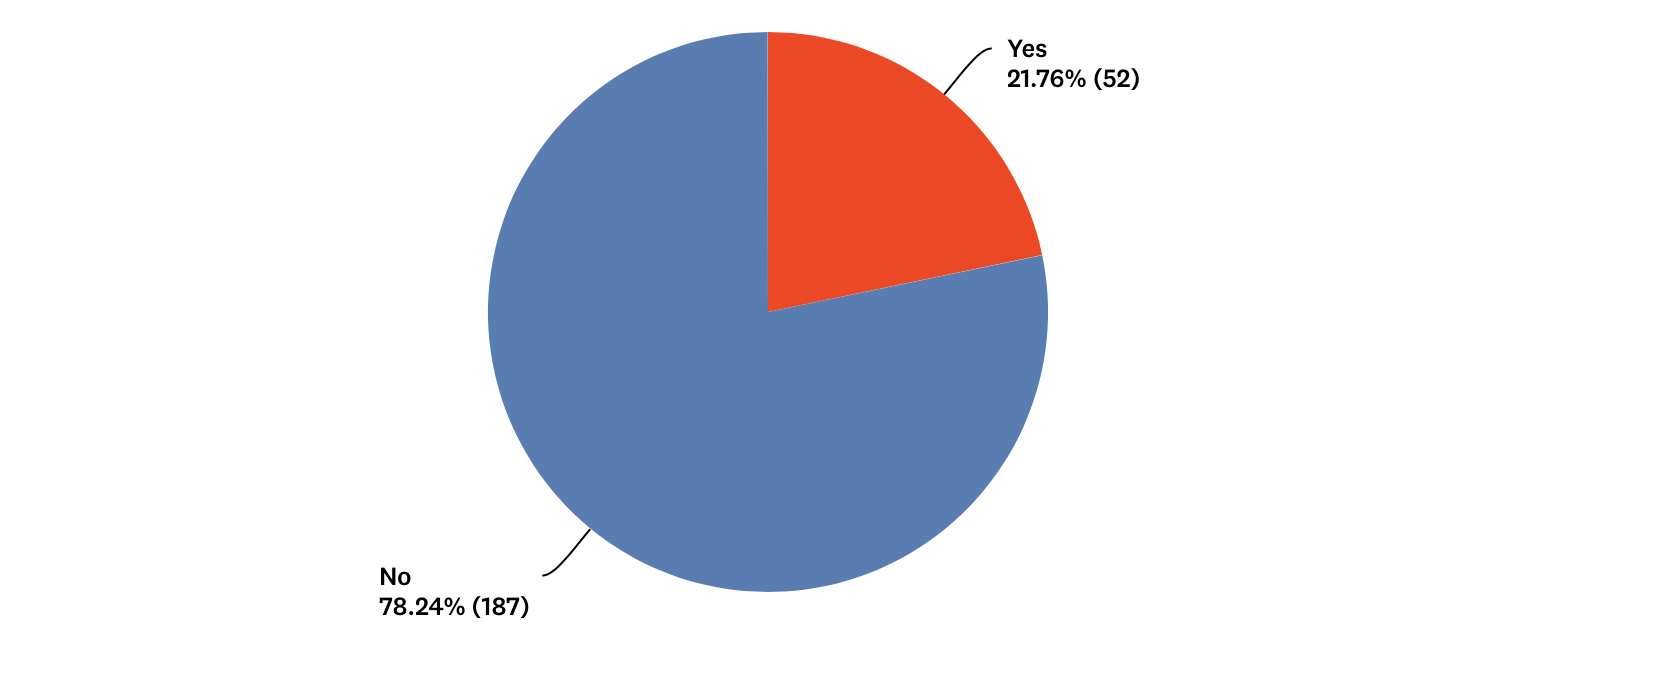 Yes
21.76% (52)
No
78.24% (187)